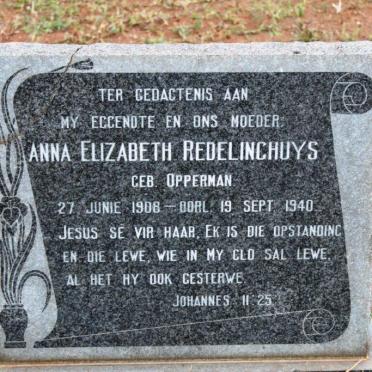 TER GEDACTENIS AAN
MY EGGENOTE EN ONS MOEDER:
ANNA ELIZABETH REDELINGHUYS
GEB. OPPERMAN
27 JUNIE 1908 — OORL. 19 SEPT. 1940.
JESUS SÊ VIR HAAR, EK IS DIE OPSTANDING
EN DIE LEWE, WIE IN MY GLO SAL LEWE,
AL HET HY OOK GESTERWE.
JOHANNES 11:25.